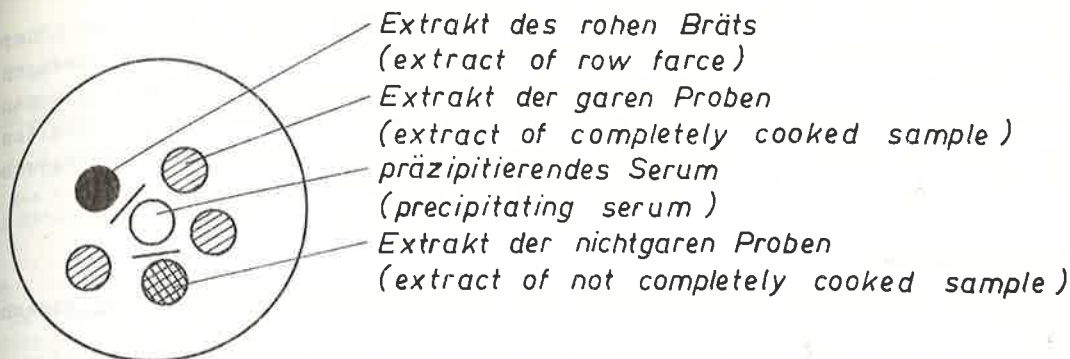 Extrakt des rohen Bräts
(extract of row farce)
Extrakt der garen Proben
(extract of completely cooked sample)
präzipitierendes Serum
(precipitating serum)
Extrakt der nichtgaren Proben
(extract of not completely cooked sample)